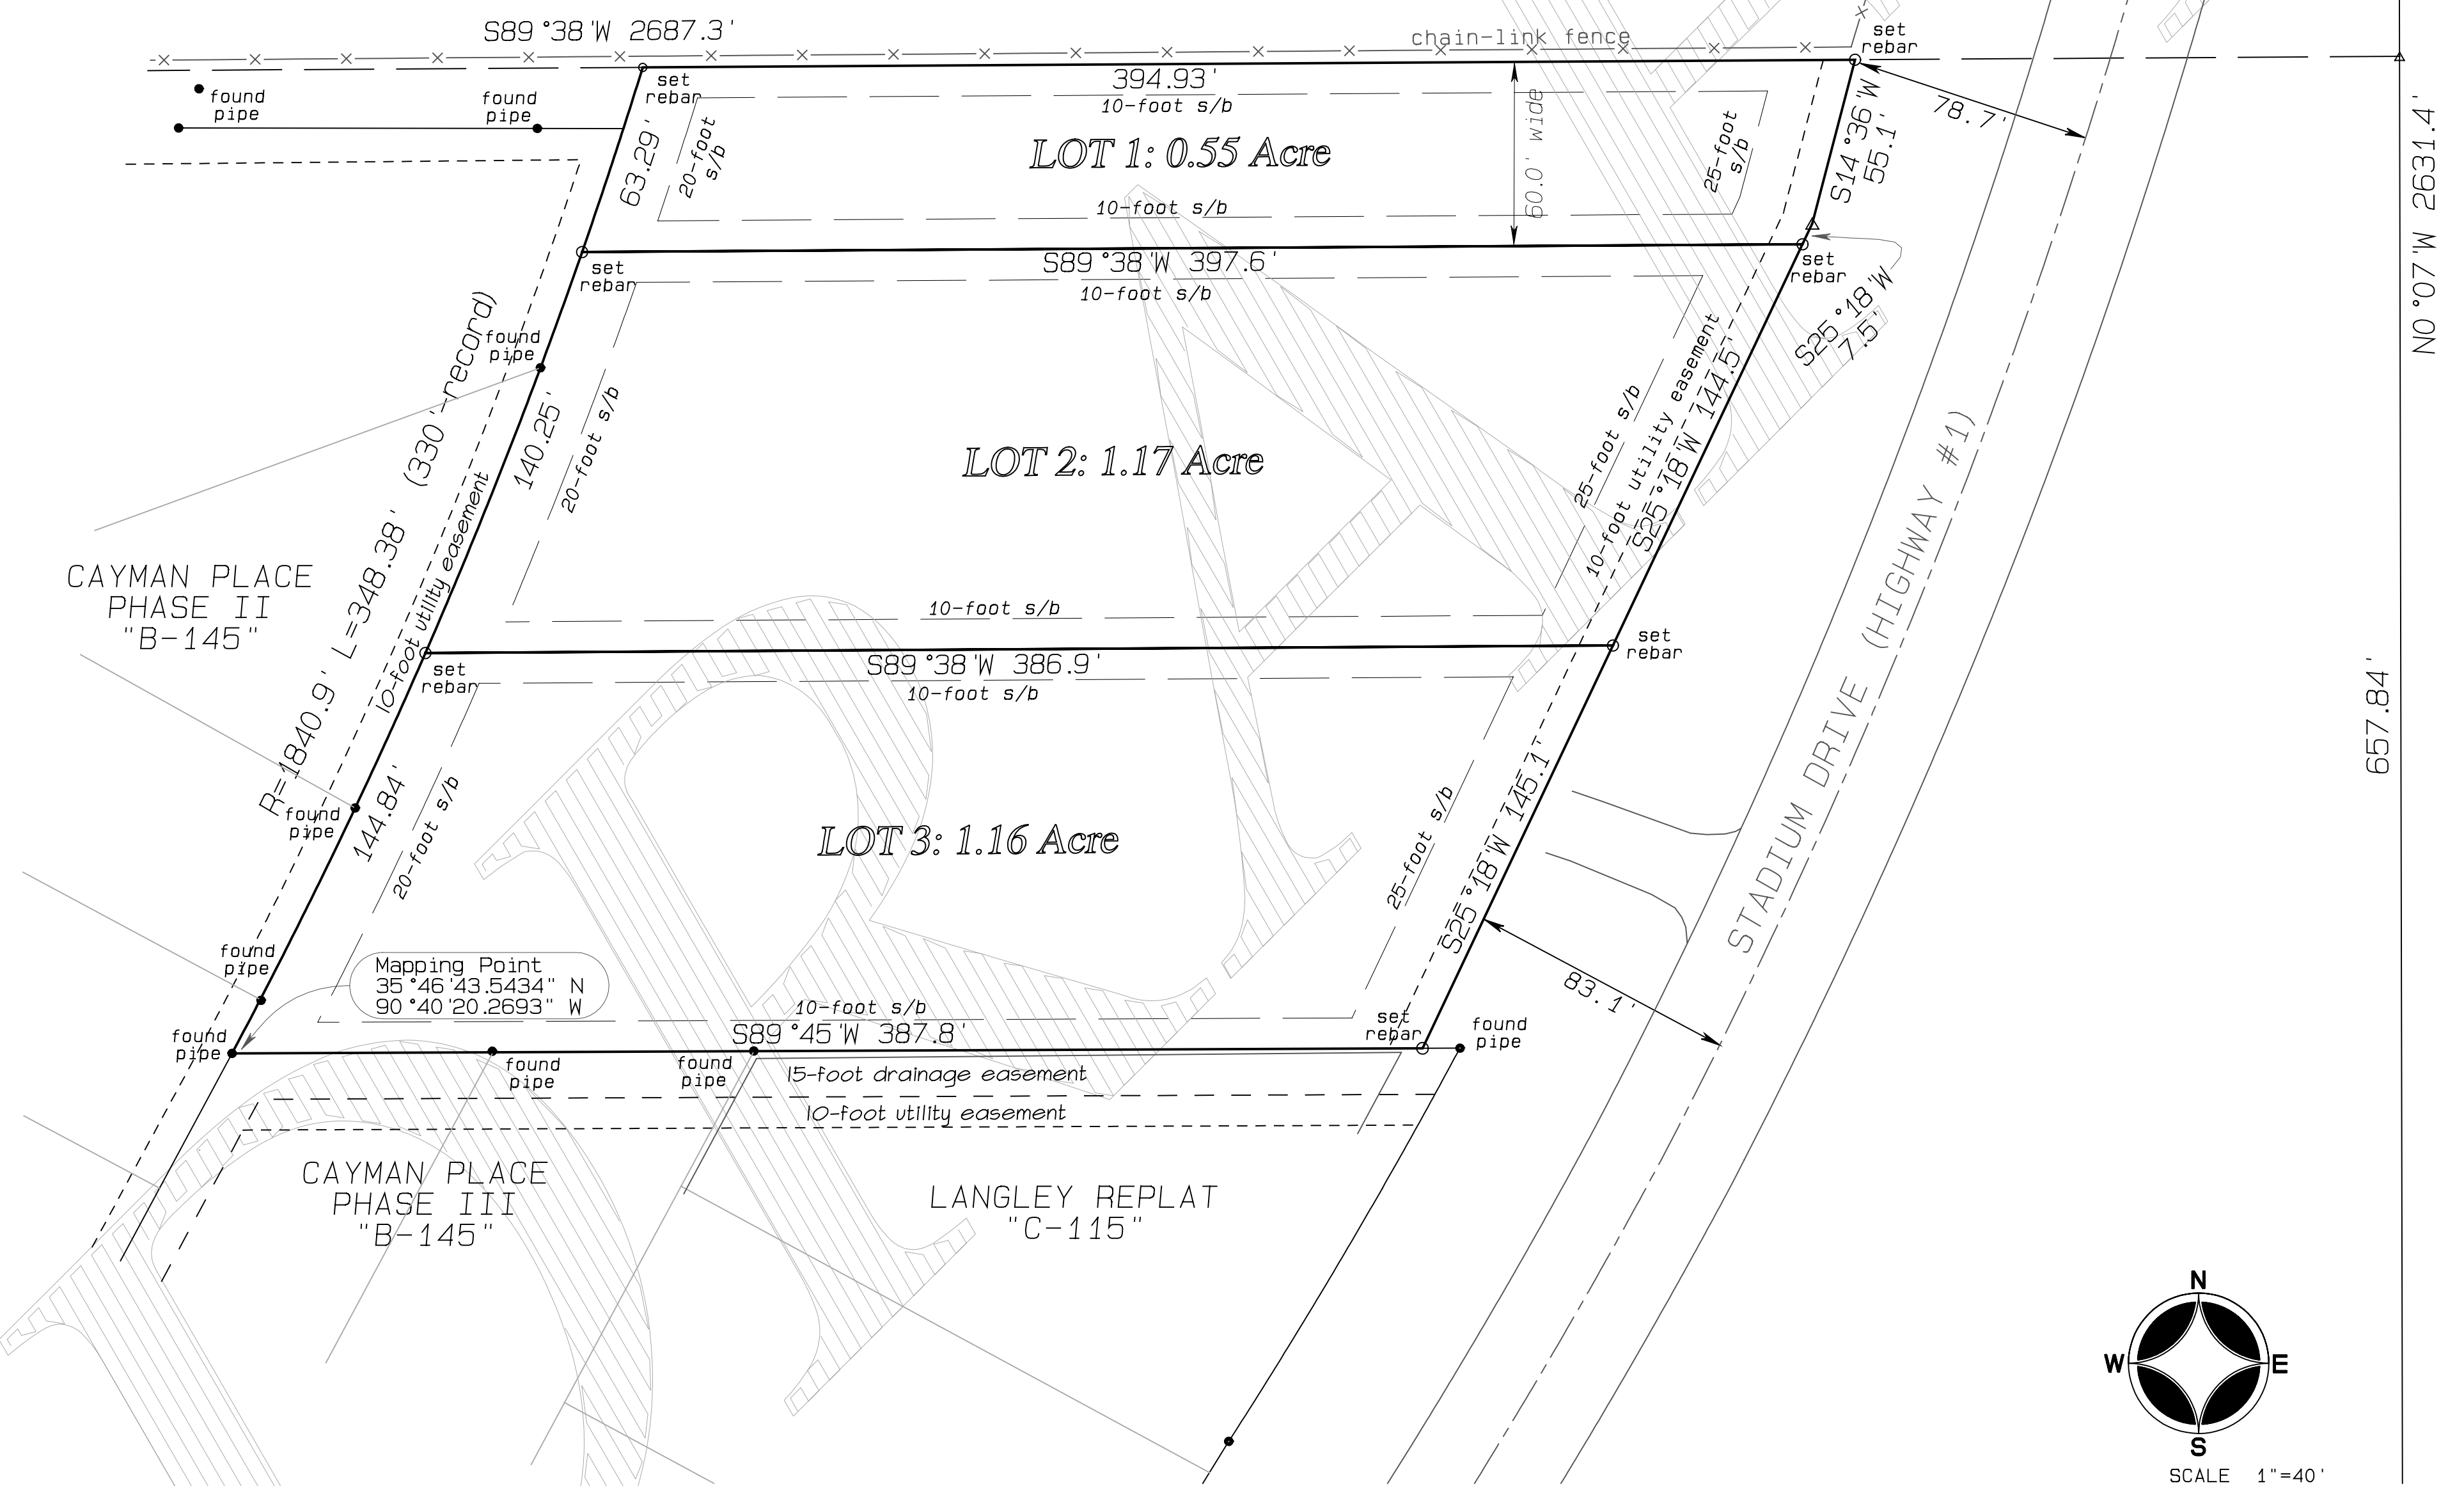 S89°38'W 2687.3'
chain-link fence
set
rebar
found
pipe
found
pipe
set
rebar
394.93'
10-foot s/b
60.0' wide
78.7'
S14°36'W
55.1'
N0°07'W 2631.4'
63.29'
20-foot
s/b
LOT 1: 0.55 Acre
25-foot
s/b
10-foot s/b
set
rebar
S89°38'W 397.6'
10-foot s/b
set
rebar
S25°18'W
7.5'
found
pipe
R=1840.9' L=348.38' (330' record)
10-foot utility easement
140.25'
20-foot s/b
LOT 2: 1.17 Acre
25-foot s/b
10-foot utility easement
S25°18'W 144.5'
STADIUM DRIVE (HIGHWAY #1)
CAYMAN PLACE
PHASE II
"B-145"
10-foot s/b
set
rebar
S89°38'W 386.9'
10-foot s/b
set
rebar
657.84'
found
pipe
144.84'
20-foot s/b
LOT 3: 1.16 Acre
25-foot s/b
S25°18'W 145.1'
found
pipe
Mapping Point
35°46'43.5434" N
90°40'20.2693" W
83.1'
found
pipe
10-foot s/b
S89°45'W 387.8'
set
rebar
found
pipe
found
pipe
found
pipe
15-foot drainage easement
10-foot utility easement
CAYMAN PLACE
PHASE III
"B-145"
LANGLEY REPLAT
"C-115"
N
W
E
S
SCALE 1"=40'